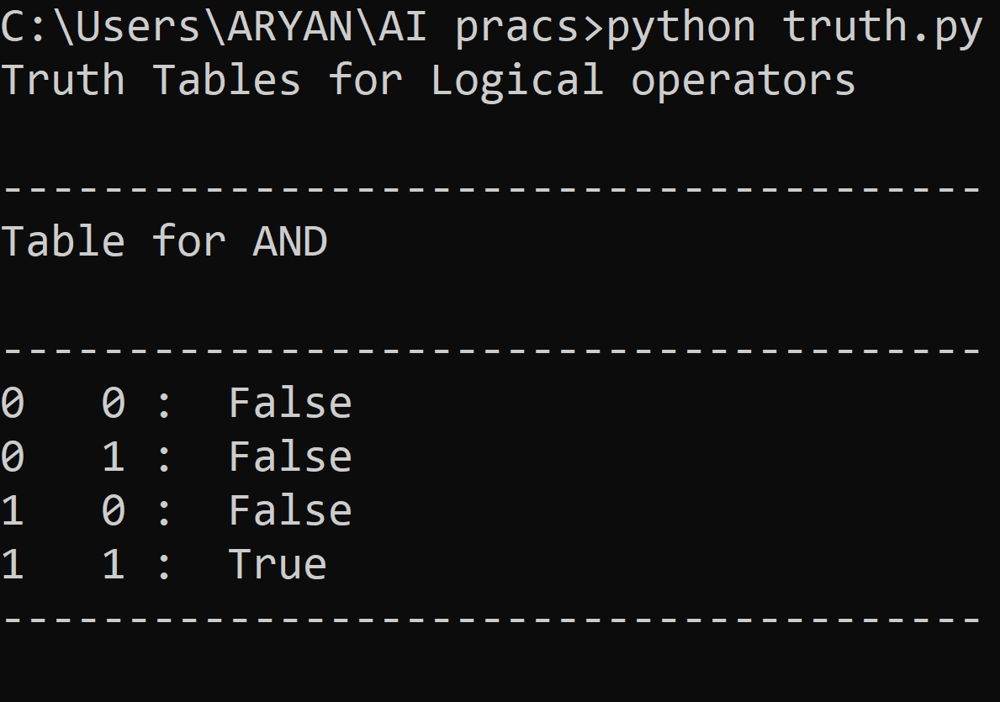 C:\Users\ARYAN\AI pracs>python truth.py
Truth Tables for Logical operators
---------------------------------------
Table for AND
---------------------------------------
0   0 :  False
0   1 :  False
1   0 :  False
1   1 :  True
---------------------------------------